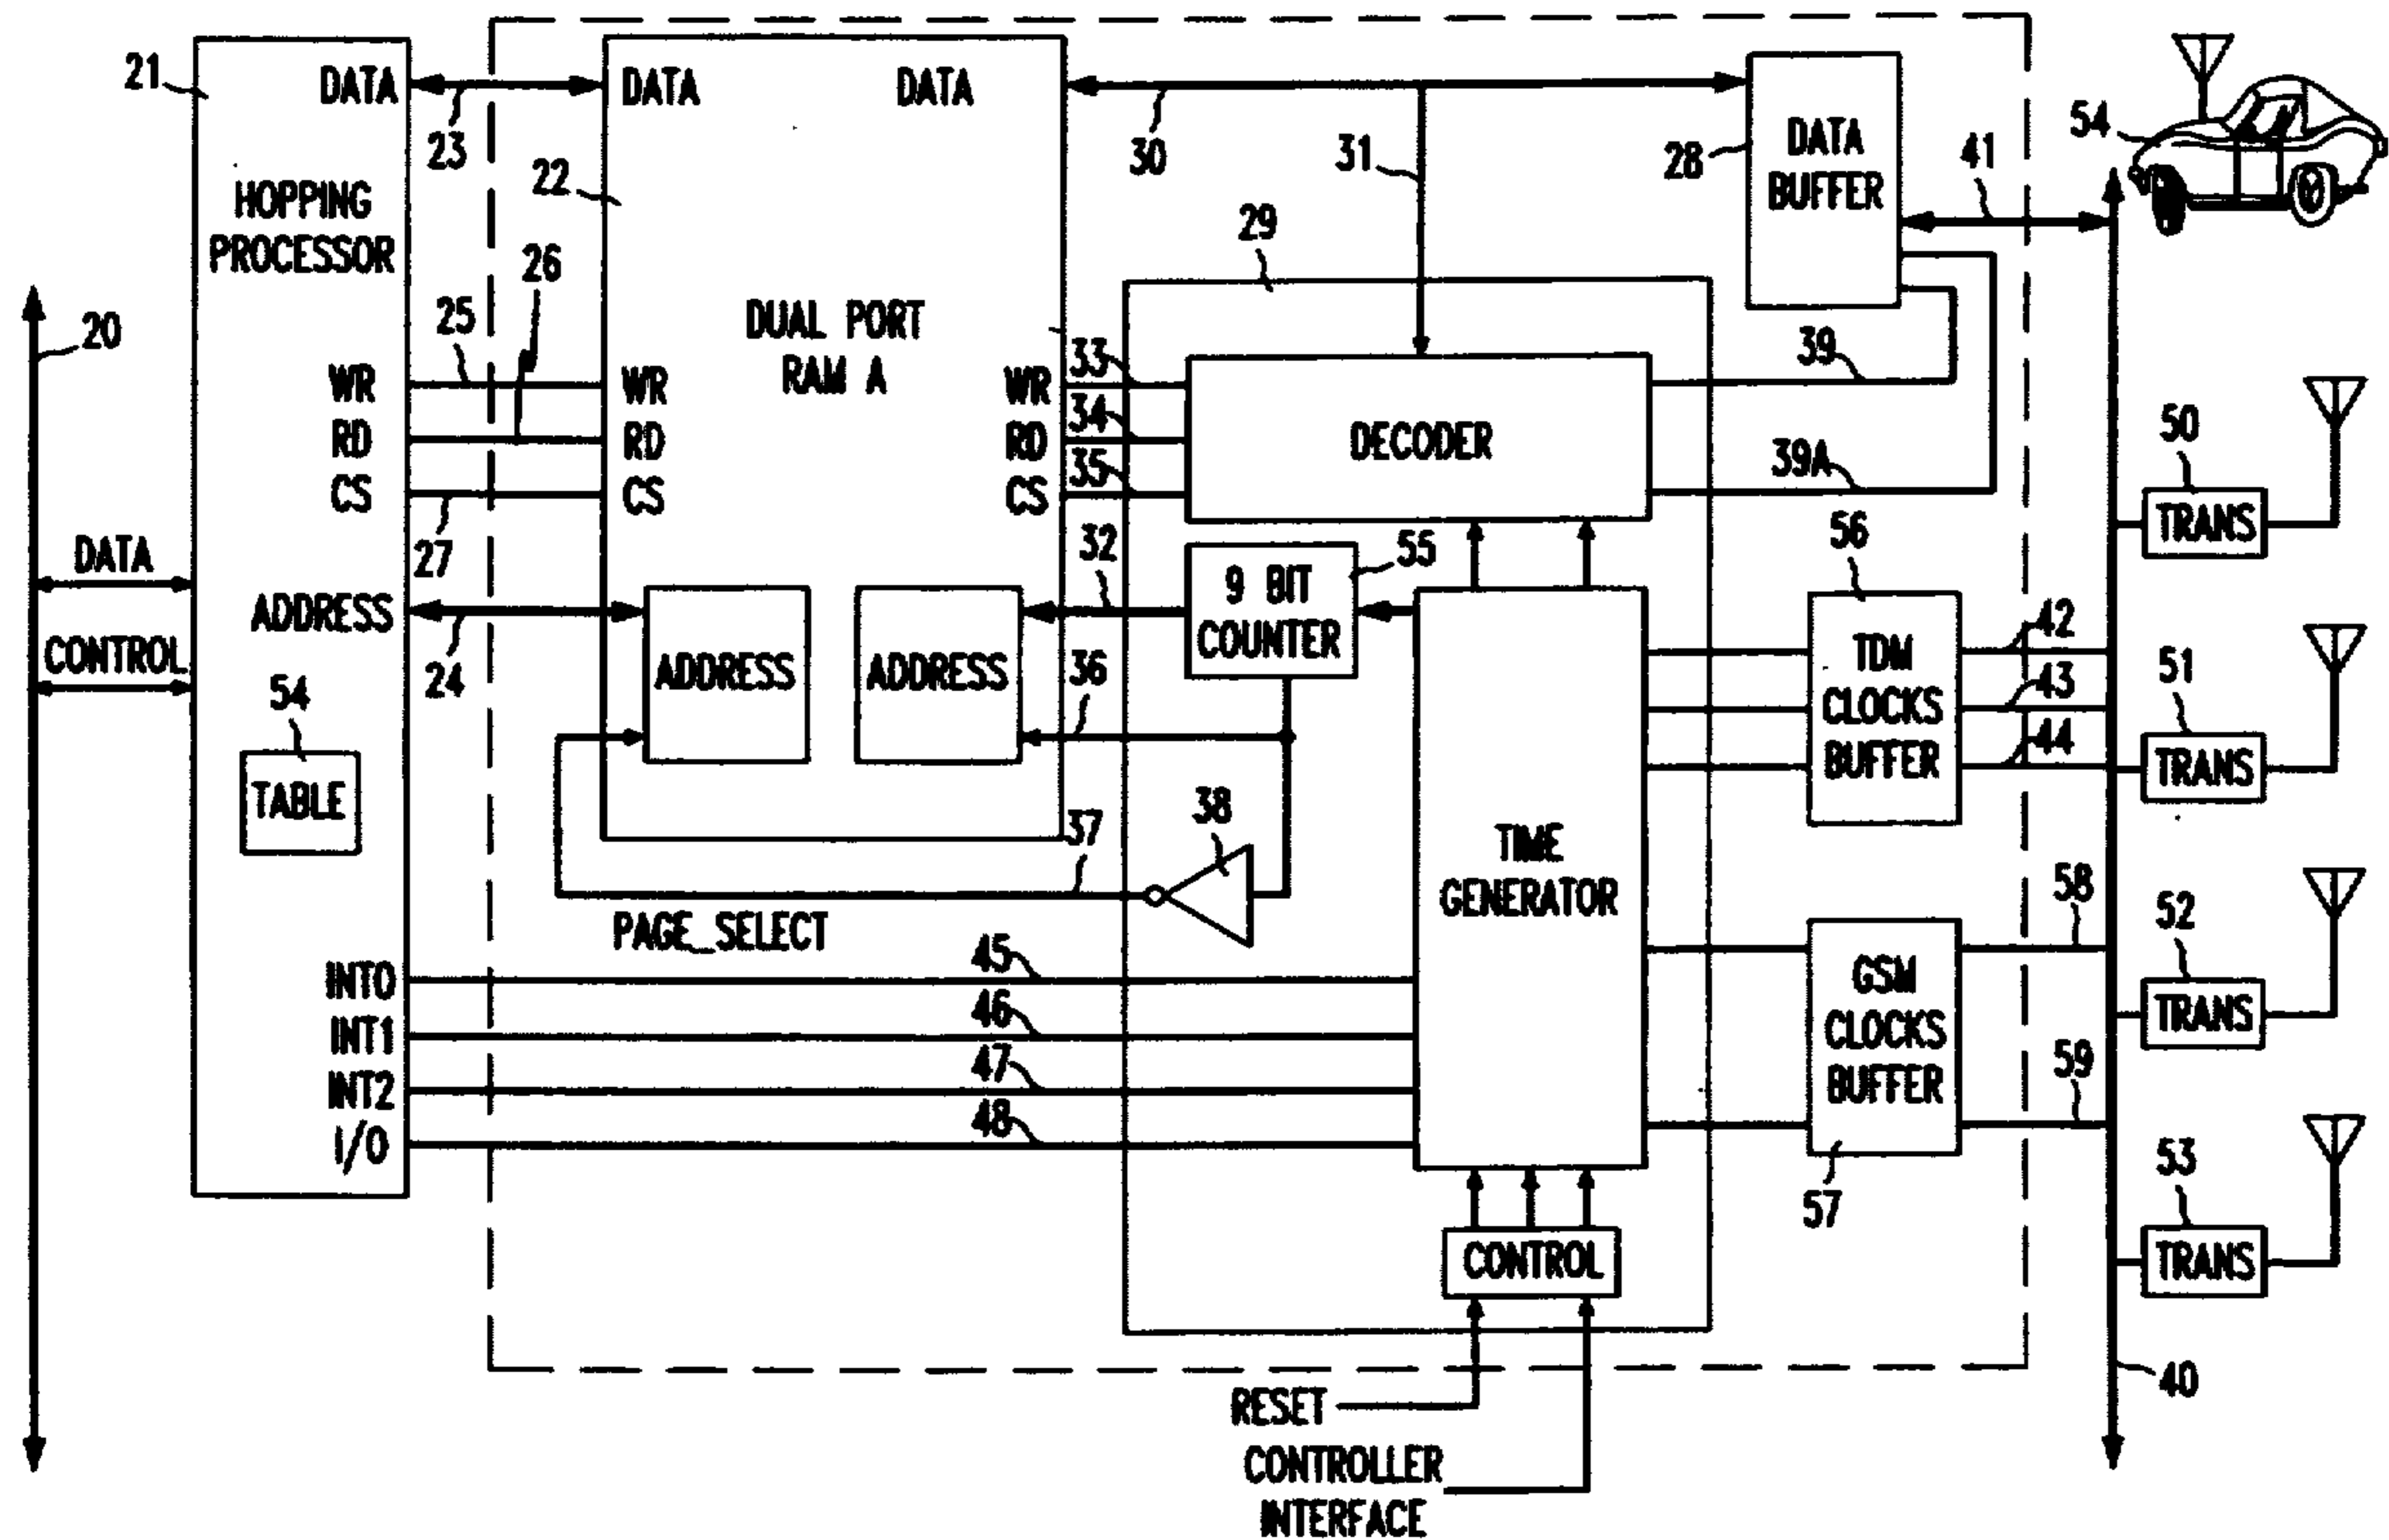 21
DATA
23
HOPPING
PROCESSOR
20
25
26
WR
RD
CS
27
DATA
CONTROL
ADDRESS
24
54
TABLE
INT0
INT1
INT2
I/O
DATA
DATA
22
DUAL PORT
RAM A
WR
RD
CS
WR
RD
CS
ADDRESS
ADDRESS
30
31
28
DATA
BUFFER
41
54
29
33
34
35
DECODER
39
39A
32
9 BIT
COUNTER
55
36
37
38
PAGE_SELECT
45
46
47
48
TIME
GENERATOR
CONTROL
RESET
CONTROLLER
INTERFACE
56
TDM
CLOCKS
BUFFER
42
43
44
GSM
CLOCKS
BUFFER
57
58
59
50
TRANS
51
TRANS
52
TRANS
53
TRANS
40